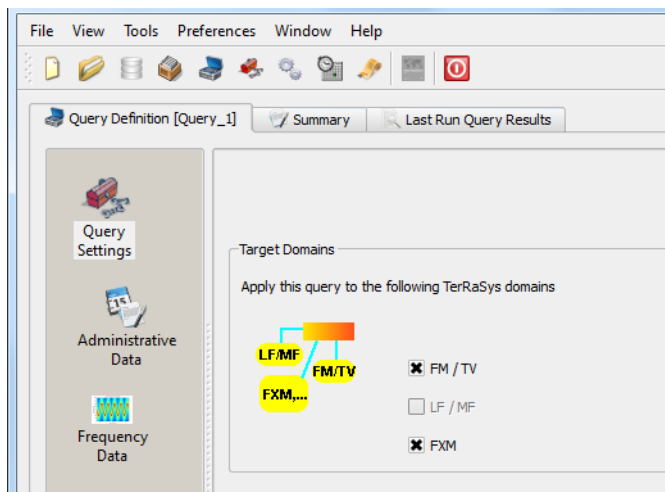 File View Tools Preferences Window Help
Query Definition [Query_1] Summary Last Run Query Results
Query
Settings
Administrative
Data
Frequency
Data
Target Domains
Apply this query to the following TerRaSys domains
LF/MF
FM/TV
FXM,...
FM / TV
LF / MF
FXM